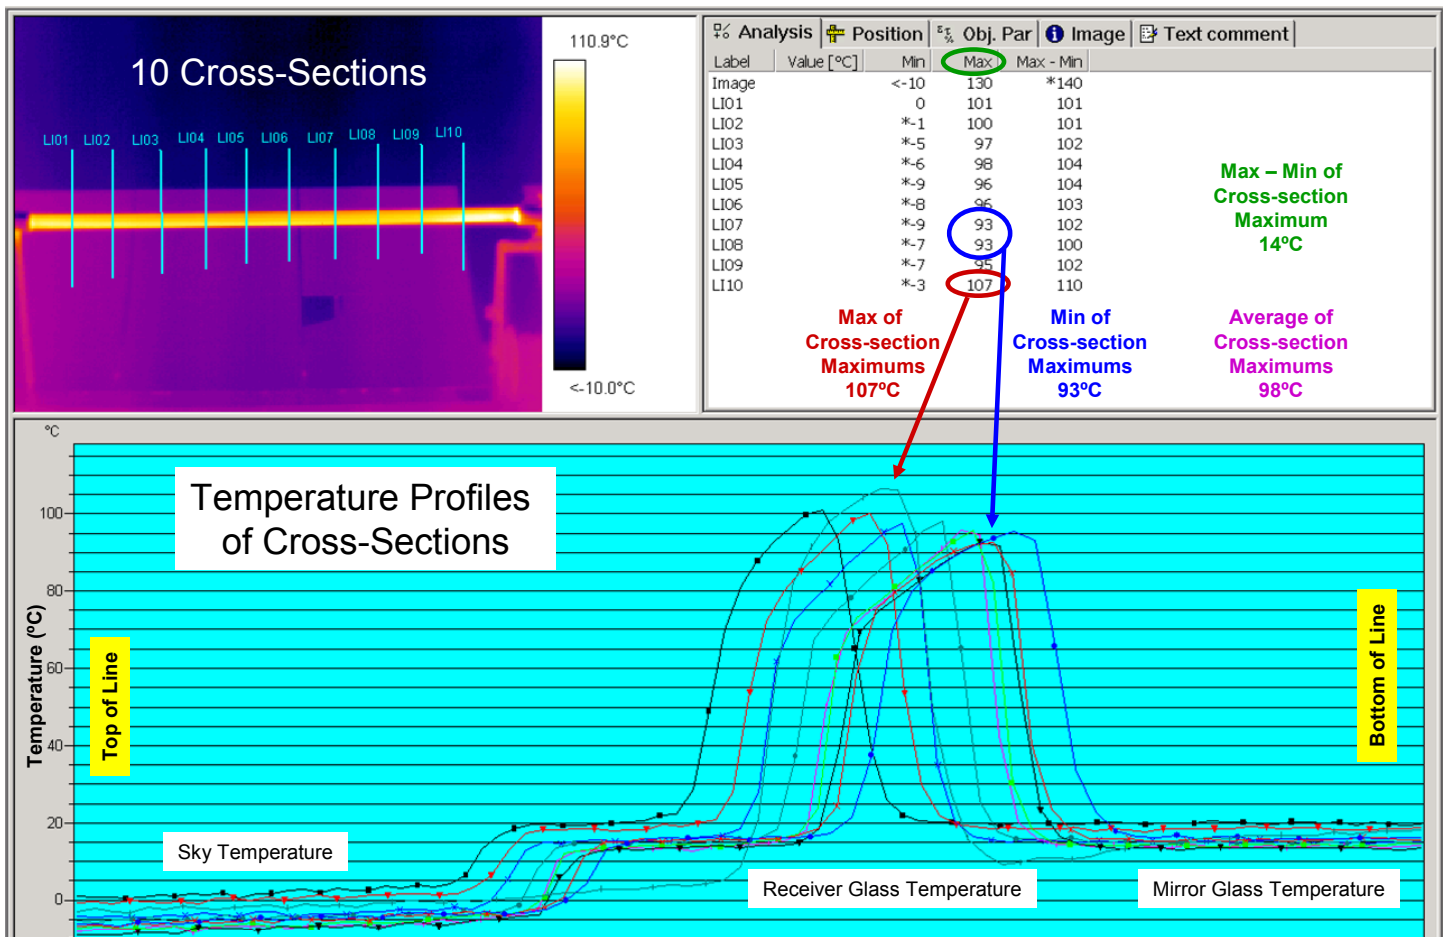 10 Cross-Sections
110.9°C
<-10.0°C
LI01 LI02 LI03 LI04 LI05 LI06 LI07 LI08 LI09 LI10
Analysis Position Obj. Par Image Text comment
Label Value [°C] Min Max Max - Min
Image <-10 130 *140
LI01 0 101 101
LI02 *-1 100 101
LI03 *-5 97 102
LI04 *-6 98 104
LI05 *-9 96 104
LI06 *-8 96 103
LI07 *-9 93 102
LI08 *-7 93 100
LI09 *-7 95 102
LI10 *-3 107 110
Max – Min of
Cross-section
Maximum
14ºC
Max of
Cross-section
Maximums
107ºC
Min of
Cross-section
Maximums
93ºC
Average of
Cross-section
Maximums
98ºC
°C
Temperature Profiles
of Cross-Sections
100
80
60
40
20
0
Temperature (ºC)
Top of Line
Bottom of Line
Sky Temperature
Receiver Glass Temperature
Mirror Glass Temperature